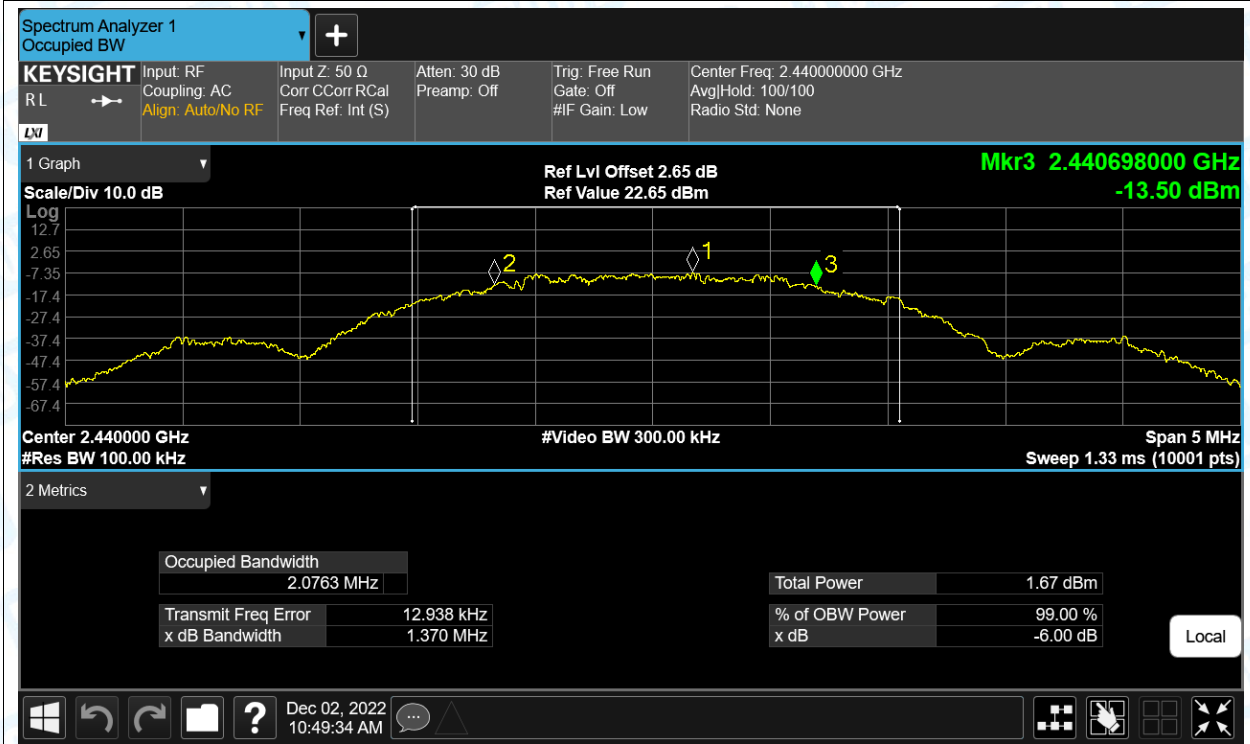 Spectrum Analyzer 1
Occupied BW
KEYSIGHT
R L
LXI
Input: RF
Coupling: AC
Align: Auto/No RF
Input Z: 50 Ω
Corr CCorr RCal
Freq Ref: Int (S)
Atten: 30 dB
Preamp: Off
Trig: Free Run
Gate: Off
#IF Gain: Low
Center Freq: 2.440000000 GHz
Avg|Hold: 100/100
Radio Std: None
1 Graph
Scale/Div 10.0 dB
Ref Lvl Offset 2.65 dB
Ref Value 22.65 dBm
Mkr3 2.440698000 GHz
-13.50 dBm
Log
12.7
2.65
-7.35
-17.4
-27.4
-37.4
-47.4
-57.4
-67.4
2
1
3
Center 2.440000 GHz
#Video BW 300.00 kHz
Span 5 MHz
#Res BW 100.00 kHz
Sweep 1.33 ms (10001 pts)
2 Metrics
Occupied Bandwidth
2.0763 MHz
Transmit Freq Error 12.938 kHz
x dB Bandwidth 1.370 MHz
Total Power 1.67 dBm
% of OBW Power 99.00 %
x dB -6.00 dB
Local
?
Dec 02, 2022
10:49:34 AM